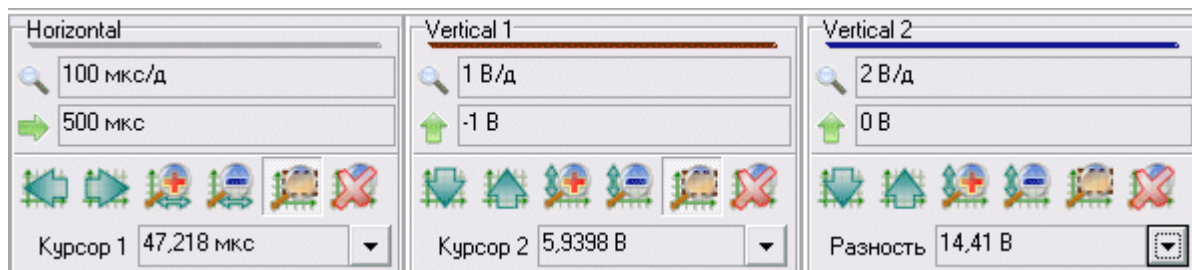 Horizontal
100 мкс/д
500 мкс
Курсор 1 47,218 мкс
Vertical 1
1 В/д
-1 В
Курсор 2 5,9398 В
Vertical 2
2 В/д
0 В
Разность 14,41 В